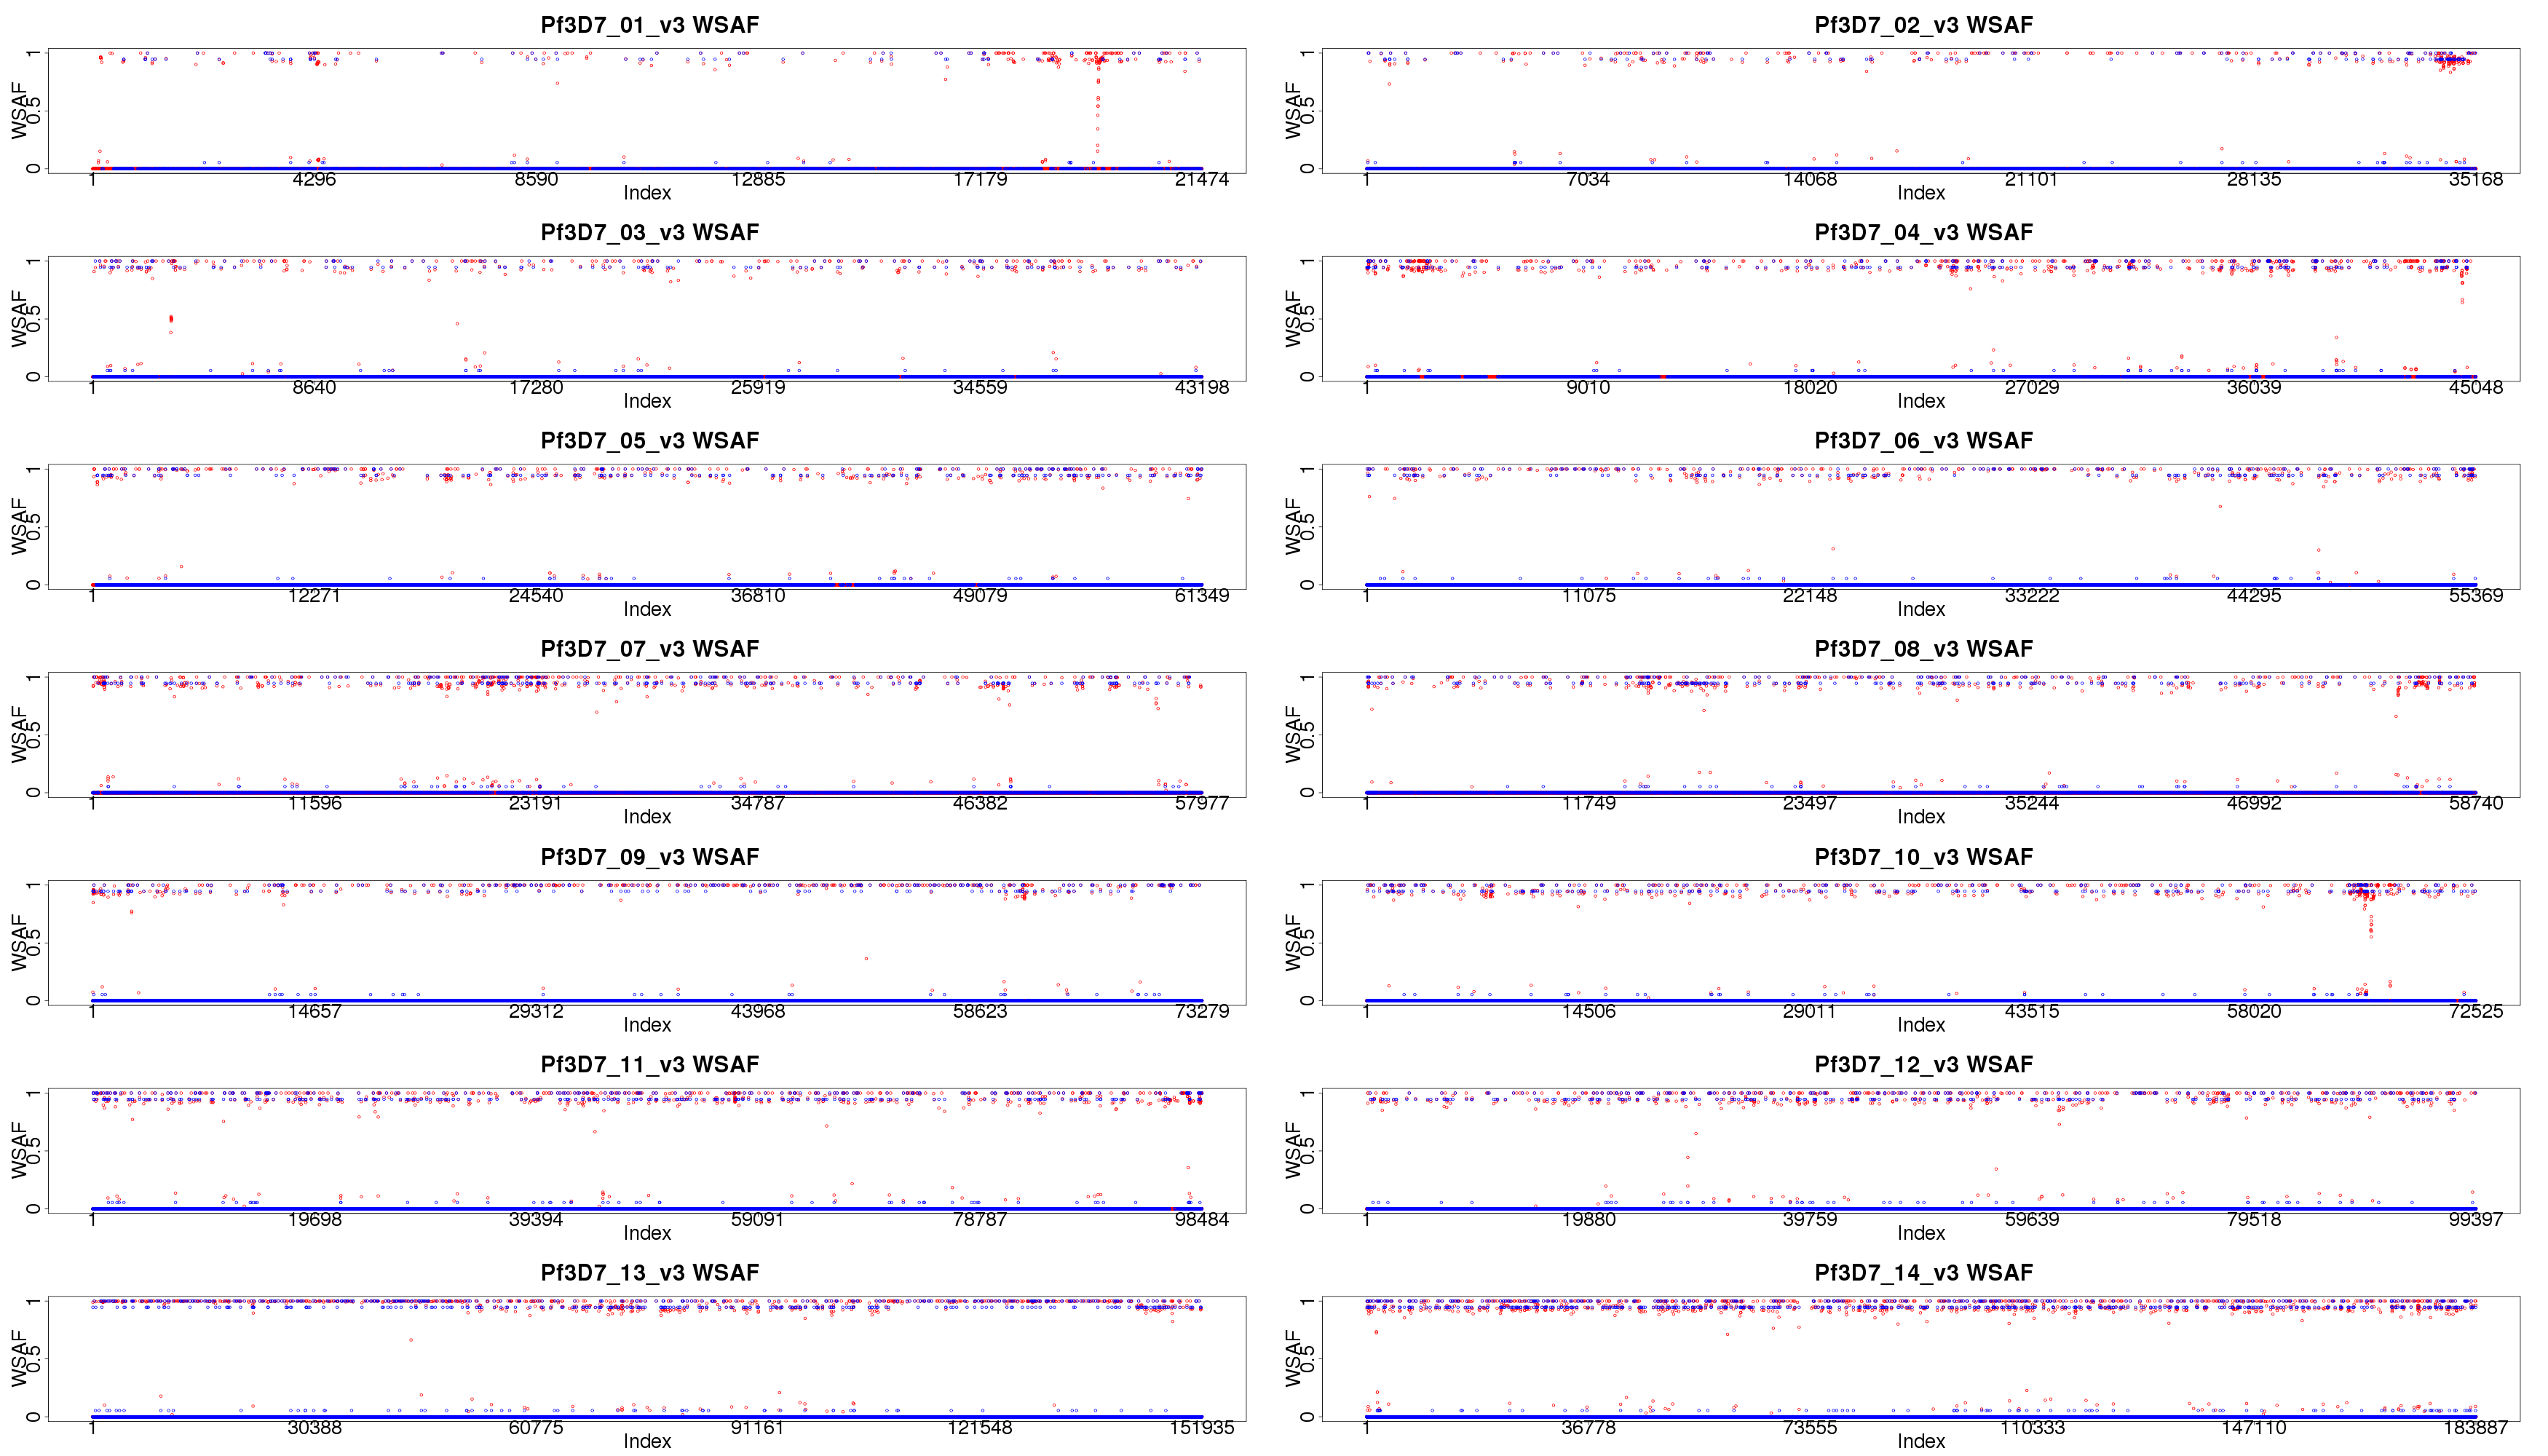 Pf3D7_01_v3 WSAF
WSAF
1
0.5
0
1 4296 8590 12885 17179 21474
Index
Pf3D7_02_v3 WSAF
WSAF
1
0.5
0
1 7034 14068 21101 28135 35168
Index
Pf3D7_03_v3 WSAF
WSAF
1
0.5
0
1 8640 17280 25919 34559 43198
Index
Pf3D7_04_v3 WSAF
WSAF
1
0.5
0
1 9010 18020 27029 36039 45048
Index
Pf3D7_05_v3 WSAF
WSAF
1
0.5
0
1 12271 24540 36810 49079 61349
Index
Pf3D7_06_v3 WSAF
WSAF
1
0.5
0
1 11075 22148 33222 44295 55369
Index
Pf3D7_07_v3 WSAF
WSAF
1
0.5
0
1 11596 23191 34787 46382 57977
Index
Pf3D7_08_v3 WSAF
WSAF
1
0.5
0
1 11749 23497 35244 46992 58740
Index
Pf3D7_09_v3 WSAF
WSAF
1
0.5
0
1 14657 29312 43968 58623 73279
Index
Pf3D7_10_v3 WSAF
WSAF
1
0.5
0
1 14506 29011 43515 58020 72525
Index
Pf3D7_11_v3 WSAF
WSAF
1
0.5
0
1 19698 39394 59091 78787 98484
Index
Pf3D7_12_v3 WSAF
WSAF
1
0.5
0
1 19880 39759 59639 79518 99397
Index
Pf3D7_13_v3 WSAF
WSAF
1
0.5
0
1 30388 60775 91161 121548 151935
Index
Pf3D7_14_v3 WSAF
WSAF
1
0.5
0
1 36778 73555 110333 147110 183887
Index